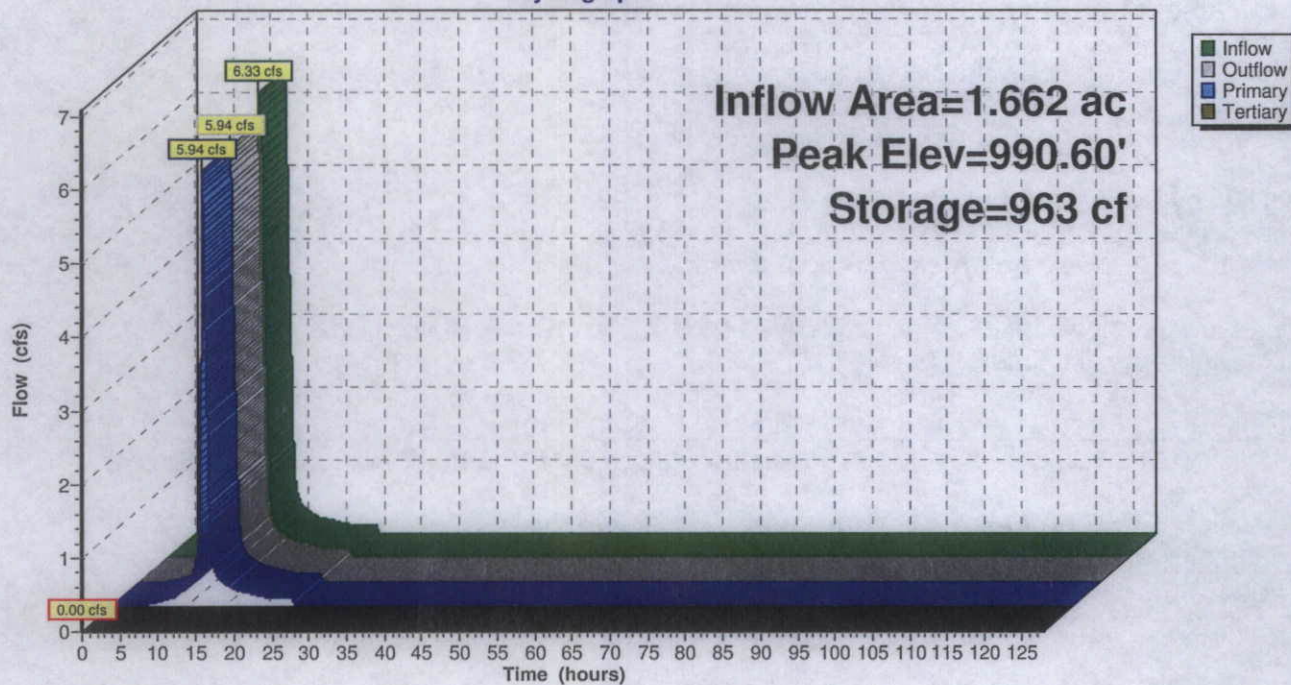 Inflow
Outflow
Primary
Tertiary
6.33 cfs
5.94 cfs
5.94 cfs
0.00 cfs
Inflow Area=1.662 ac
Peak Elev=990.60'
Storage=963 cf
Flow (cfs)
7
6
5
4
3
2
1
0
0 5 10 15 20 25 30 35 40 45 50 55 60 65 70 75 80 85 90 95 100 105 110 115 120 125
Time (hours)